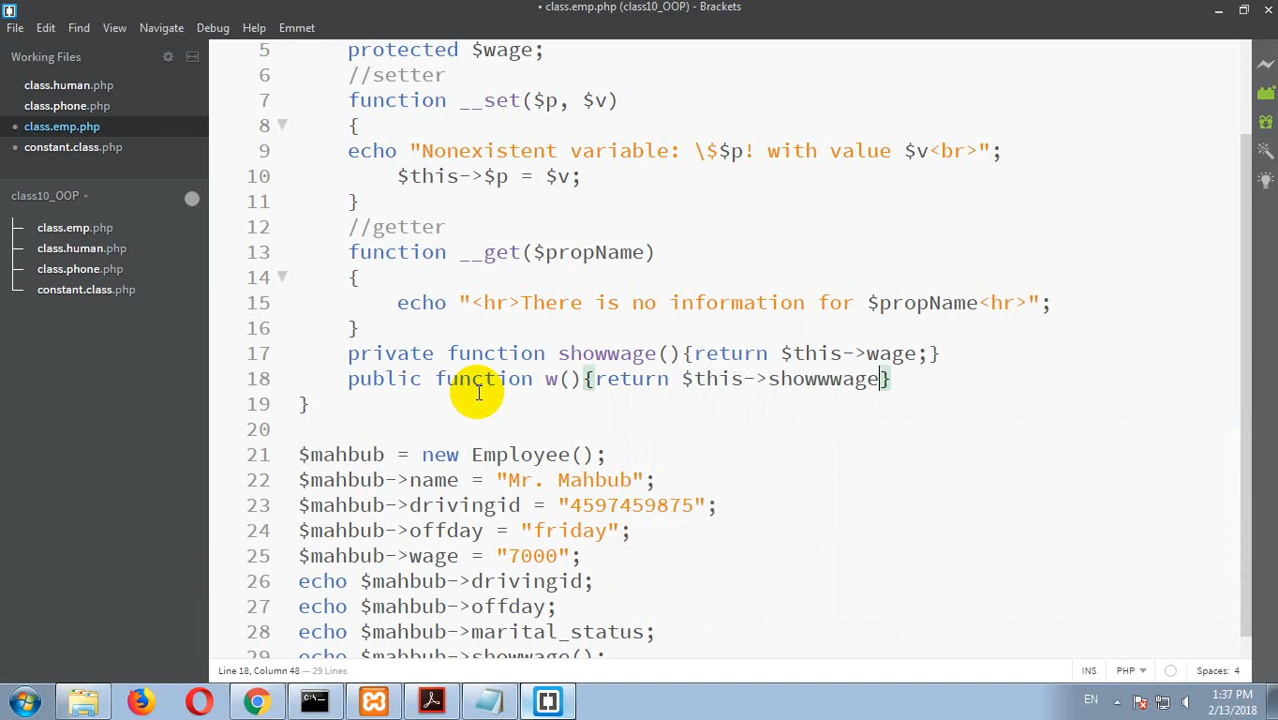 • class.emp.php (class10_OOP) - Brackets
File Edit Find View Navigate Debug Help Emmet
Working Files
class.human.php
class.phone.php
class.emp.php
constant.class.php
class10_OOP
class.emp.php
class.human.php
class.phone.php
constant.class.php
5 protected $wage;
6 //setter
7 function __set($p, $v)
8 {
9 echo "Nonexistent variable: \$$p! with value $v<br>";
10 $this->$p = $v;
11 }
12 //getter
13 function __get($propName)
14 {
15 echo "<hr>There is no information for $propName<hr>";
16 }
17 private function showwage(){return $this->wage;}
18 public function w(){return $this->showwwage}
19 }
20
21 $mahbub = new Employee();
22 $mahbub->name = "Mr. Mahbub";
23 $mahbub->drivingid = "4597459875";
24 $mahbub->offday = "friday";
25 $mahbub->wage = "7000";
26 echo $mahbub->drivingid;
27 echo $mahbub->offday;
28 echo $mahbub->marital_status;
29 echo $mahbub->showwage();
Line 18, Column 48 — 29 Lines
INS PHP Spaces: 4
EN 1:37 PM
2/13/2018